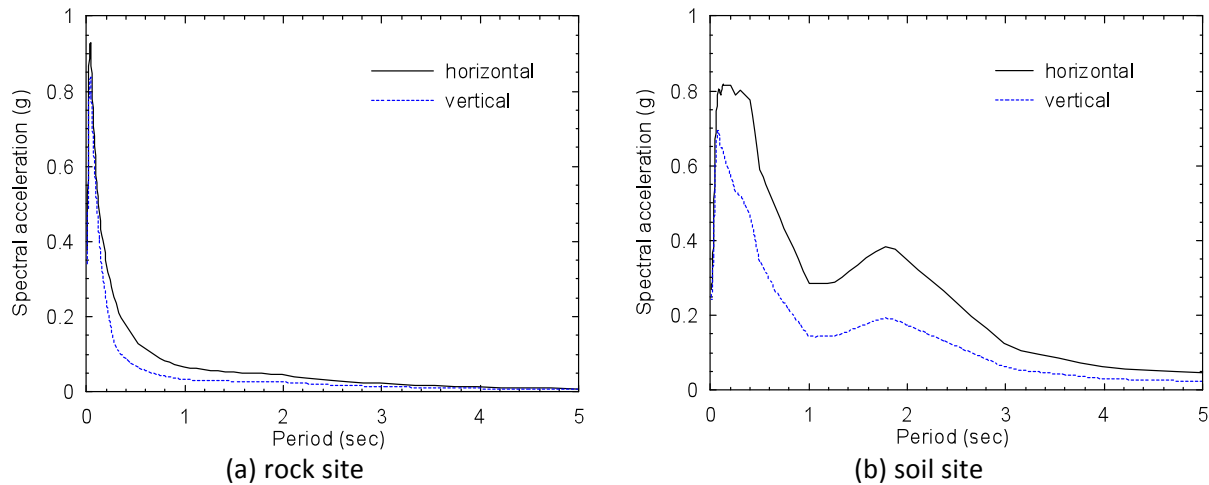 1
0.8
0.6
0.4
0.2
0
Spectral acceleration (g)
horizontal
vertical
0 1 2 3 4 5
Period (sec)
(a) rock site
1
0.8
0.6
0.4
0.2
0
Spectral acceleration (g)
horizontal
vertical
0 1 2 3 4 5
Period (sec)
(b) soil site